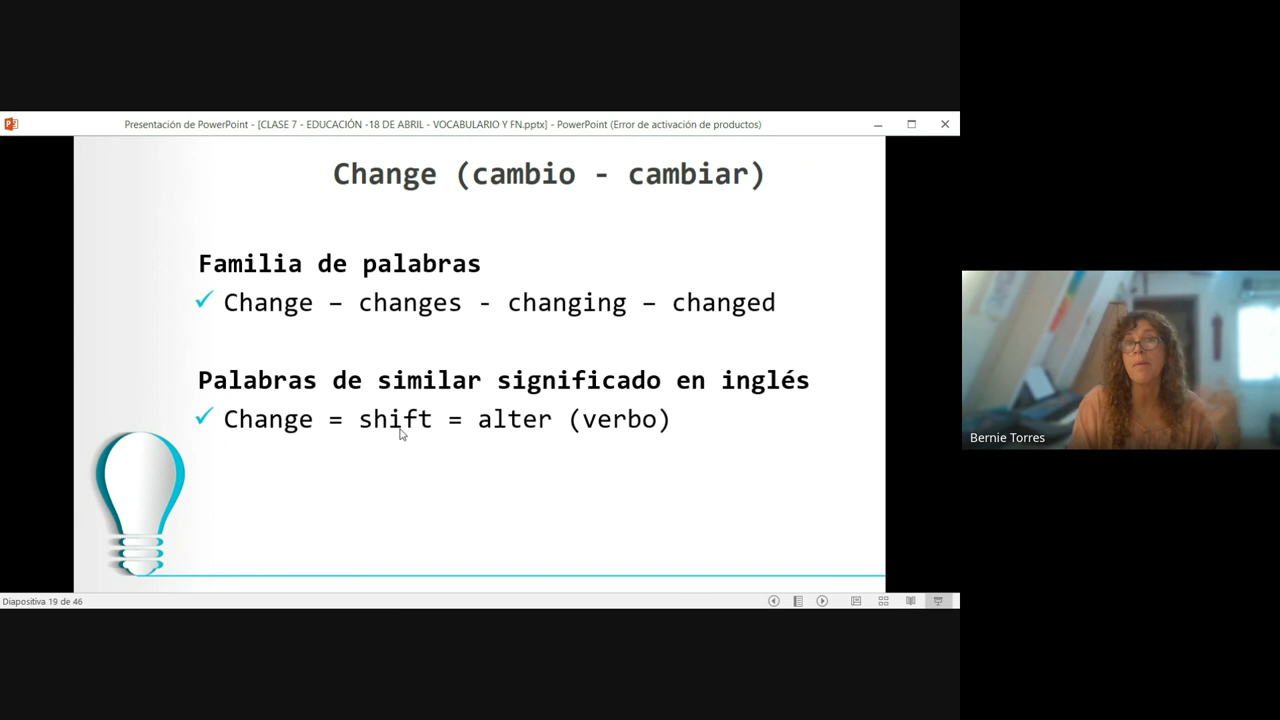 Presentación de PowerPoint - [CLASE 7 - EDUCACIÓN -18 DE ABRIL - VOCABULARIO Y FN.pptx] - PowerPoint (Error de activación de productos)
Change (cambio - cambiar)
Familia de palabras
✓ Change – changes - changing – changed
Palabras de similar significado en inglés
✓ Change = shift = alter (verbo)
Bernie Torres
Diapositiva 19 de 46